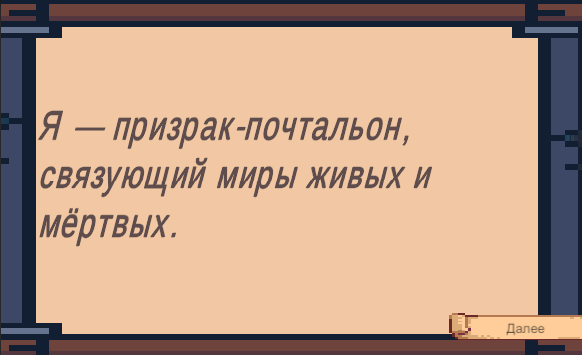 Я — призрак-почтальон,
связующий миры живых и
мёртвых.
Далее